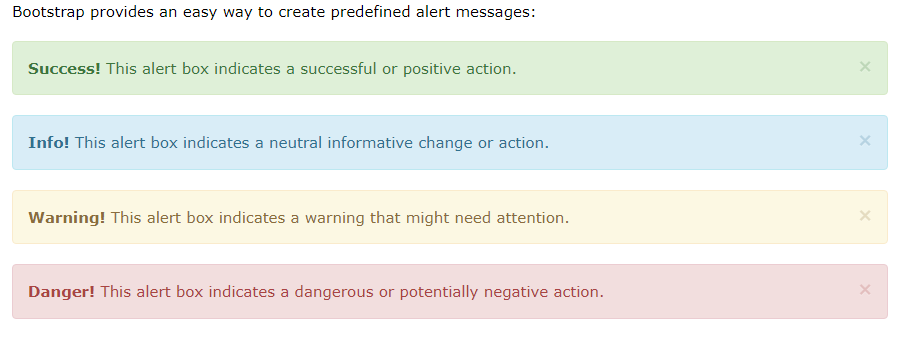 Bootstrap provides an easy way to create predefined alert messages:
Success! This alert box indicates a successful or positive action. ×
Info! This alert box indicates a neutral informative change or action. ×
Warning! This alert box indicates a warning that might need attention. ×
Danger! This alert box indicates a dangerous or potentially negative action. ×